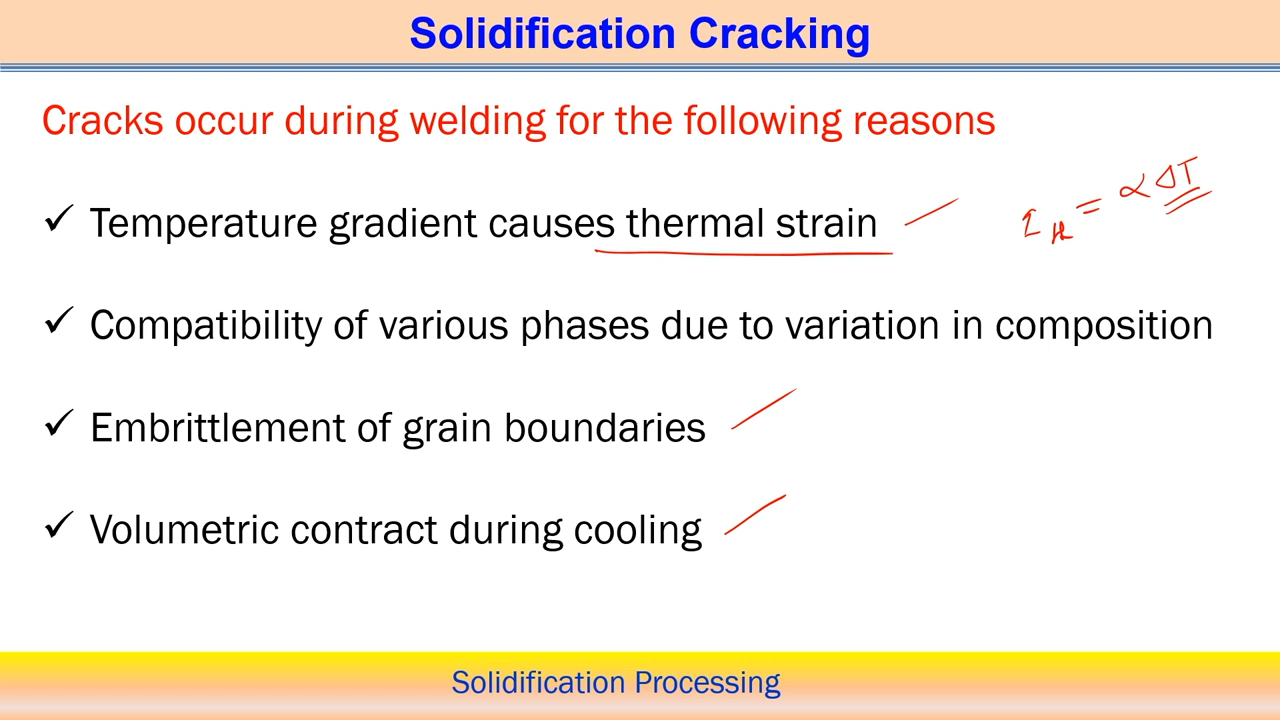 Solidification Cracking
Cracks occur during welding for the following reasons
✓ Temperature gradient causes thermal strain
= α ΔT
✓ Compatibility of various phases due to variation in composition
✓ Embrittlement of grain boundaries
✓ Volumetric contract during cooling
Solidification Processing